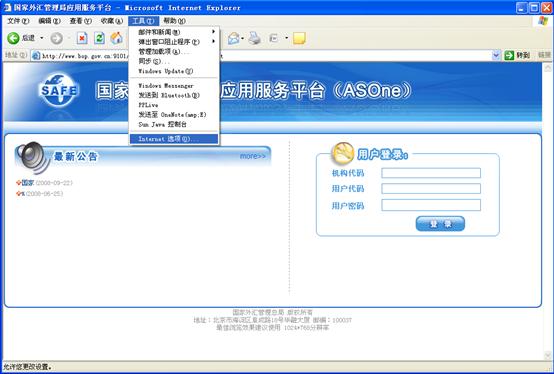 国家外汇管理局应用服务平台 - Microsoft Internet Explorer
文件(F) 编辑(E) 查看(V) 收藏(A) 工具(T) 帮助(H)
后退
地址(D) http://www.bop.gov.cn:9101/ 转到 链接
邮件和新闻(M)
弹出窗口阻止程序(P)
管理加载项(A)...
同步(S)...
Windows Update(U)
Windows Messenger
发送到 Bluetooth(B)
PPLive
发送至 OneNote(&amp;E)
Sun Java 控制台
Internet 选项(O)...
SAFE 国家 应用服务平台（ASOne）
最新公告 more>>
国家(2008-09-22)
(2008-06-25)
用户登录:
机构代码
用户代码
用户密码
登 录
国家外汇管理总局 版权所有
地址：北京市海淀区阜成路18号华融大厦 邮编：100037
最佳浏览效果建议使用 1024*768分辨率
允许您更改设置。